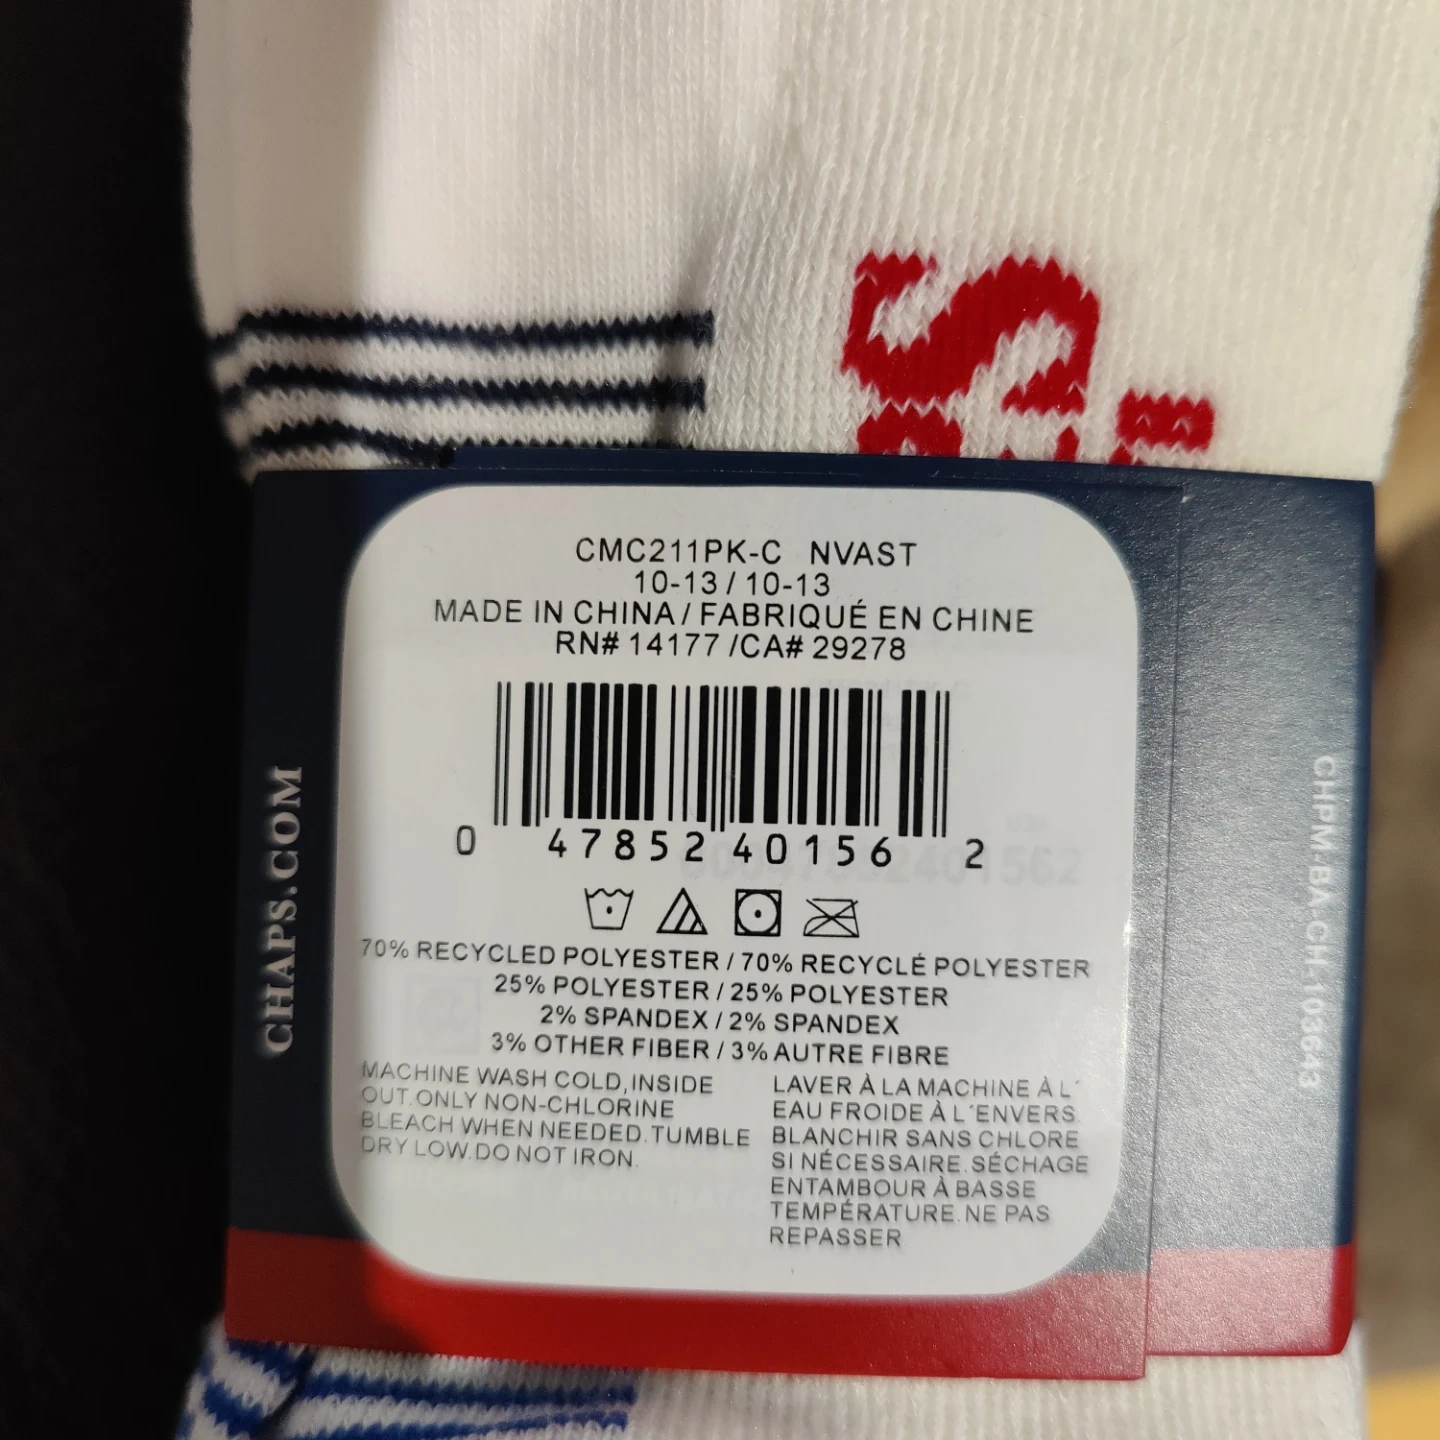 CMC211PK-C NVAST
10-13 / 10-13
MADE IN CHINA / FABRIQUÉ EN CHINE
RN# 14177 /CA# 29278
0 47852 40156 2
70% RECYCLED POLYESTER / 70% RECYCLÉ POLYESTER
25% POLYESTER / 25% POLYESTER
2% SPANDEX / 2% SPANDEX
3% OTHER FIBER / 3% AUTRE FIBRE
MACHINE WASH COLD,INSIDE
OUT.ONLY NON-CHLORINE
BLEACH WHEN NEEDED.TUMBLE
DRY LOW.DO NOT IRON.
LAVER À LA MACHINE À L´
EAU FROIDE À L´ENVERS.
BLANCHIR SANS CHLORE
SI NÉCESSAIRE.SÉCHAGE
ENTAMBOUR À BASSE
TEMPÉRATURE.NE PAS
REPASSER
CHAPS.COM
CHPM.BA-CH.103643